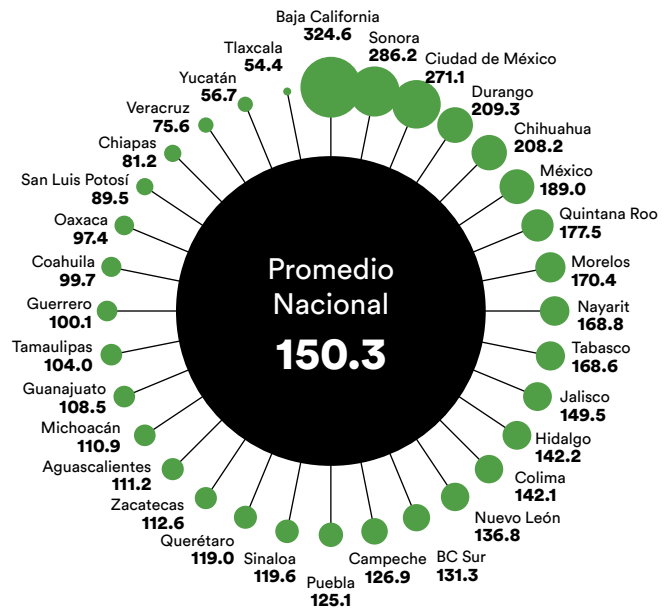 Baja California
324.6
Sonora
286.2
Ciudad de México
271.1
Durango
209.3
Chihuahua
208.2
México
189.0
Quintana Roo
177.5
Morelos
170.4
Nayarit
168.8
Tabasco
168.6
Jalisco
149.5
Hidalgo
142.2
Colima
142.1
Nuevo León
136.8
BC Sur
131.3
Campeche
126.9
Puebla
125.1
Sinaloa
119.6
Querétaro
119.0
Zacatecas
112.6
Aguascalientes
111.2
Michoacán
110.9
Guanajuato
108.5
Tamaulipas
104.0
Guerrero
100.1
Coahuila
99.7
Oaxaca
97.4
San Luis Potosí
89.5
Chiapas
81.2
Veracruz
75.6
Yucatán
56.7
Tlaxcala
54.4
Promedio
Nacional
150.3